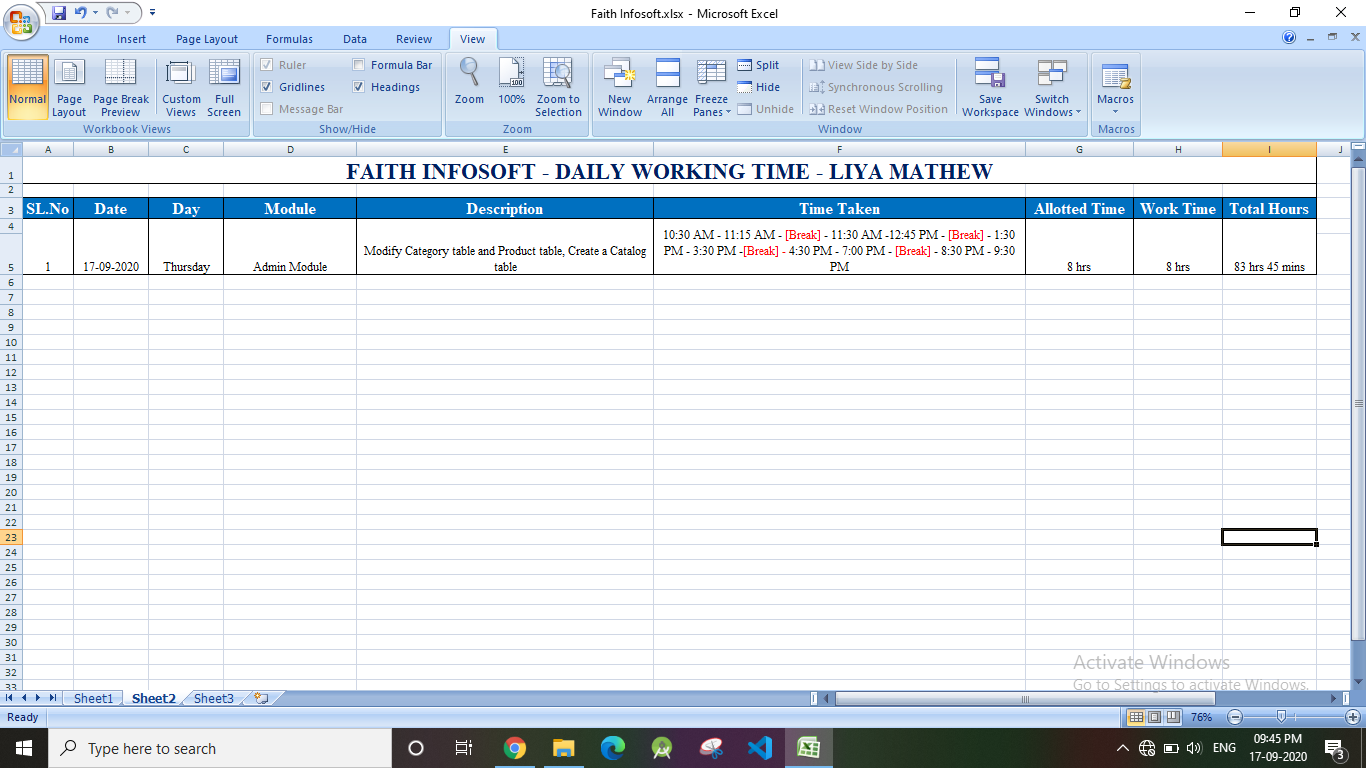 Faith Infosoft.xlsx - Microsoft Excel
Home Insert Page Layout Formulas Data Review View
Ruler Formula Bar Split View Side by Side
Gridlines Headings Hide Synchronous Scrolling
Message Bar Unhide Reset Window Position
Normal Page Layout Page Break Preview Custom Views Full Screen Zoom 100% Zoom to Selection New Window Arrange All Freeze Panes Save Workspace Switch Windows Macros
Workbook Views Show/Hide Zoom Window Macros
A B C D E F G H I J
1 FAITH INFOSOFT - DAILY WORKING TIME - LIYA MATHEW
2
3 SL.No Date Day Module Description Time Taken Allotted Time Work Time Total Hours
4 10:30 AM - 11:15 AM - [Break] - 11:30 AM -12:45 PM - [Break] - 1:30
Modify Category table and Product table, Create a Catalog PM - 3:30 PM -[Break] - 4:30 PM - 7:00 PM - [Break] - 8:30 PM - 9:30
5 1 17-09-2020 Thursday Admin Module table PM 8 hrs 8 hrs 83 hrs 45 mins
6
7
8
9
10
11
12
13
14
15
16
17
18
19
20
21
22
23
24
25
26
27
28
29
30
31
32
33
Activate Windows
Go to Settings to activate Windows.
Sheet1 Sheet2 Sheet3
Ready 76%
Type here to search ENG 09:45 PM
17-09-2020 3